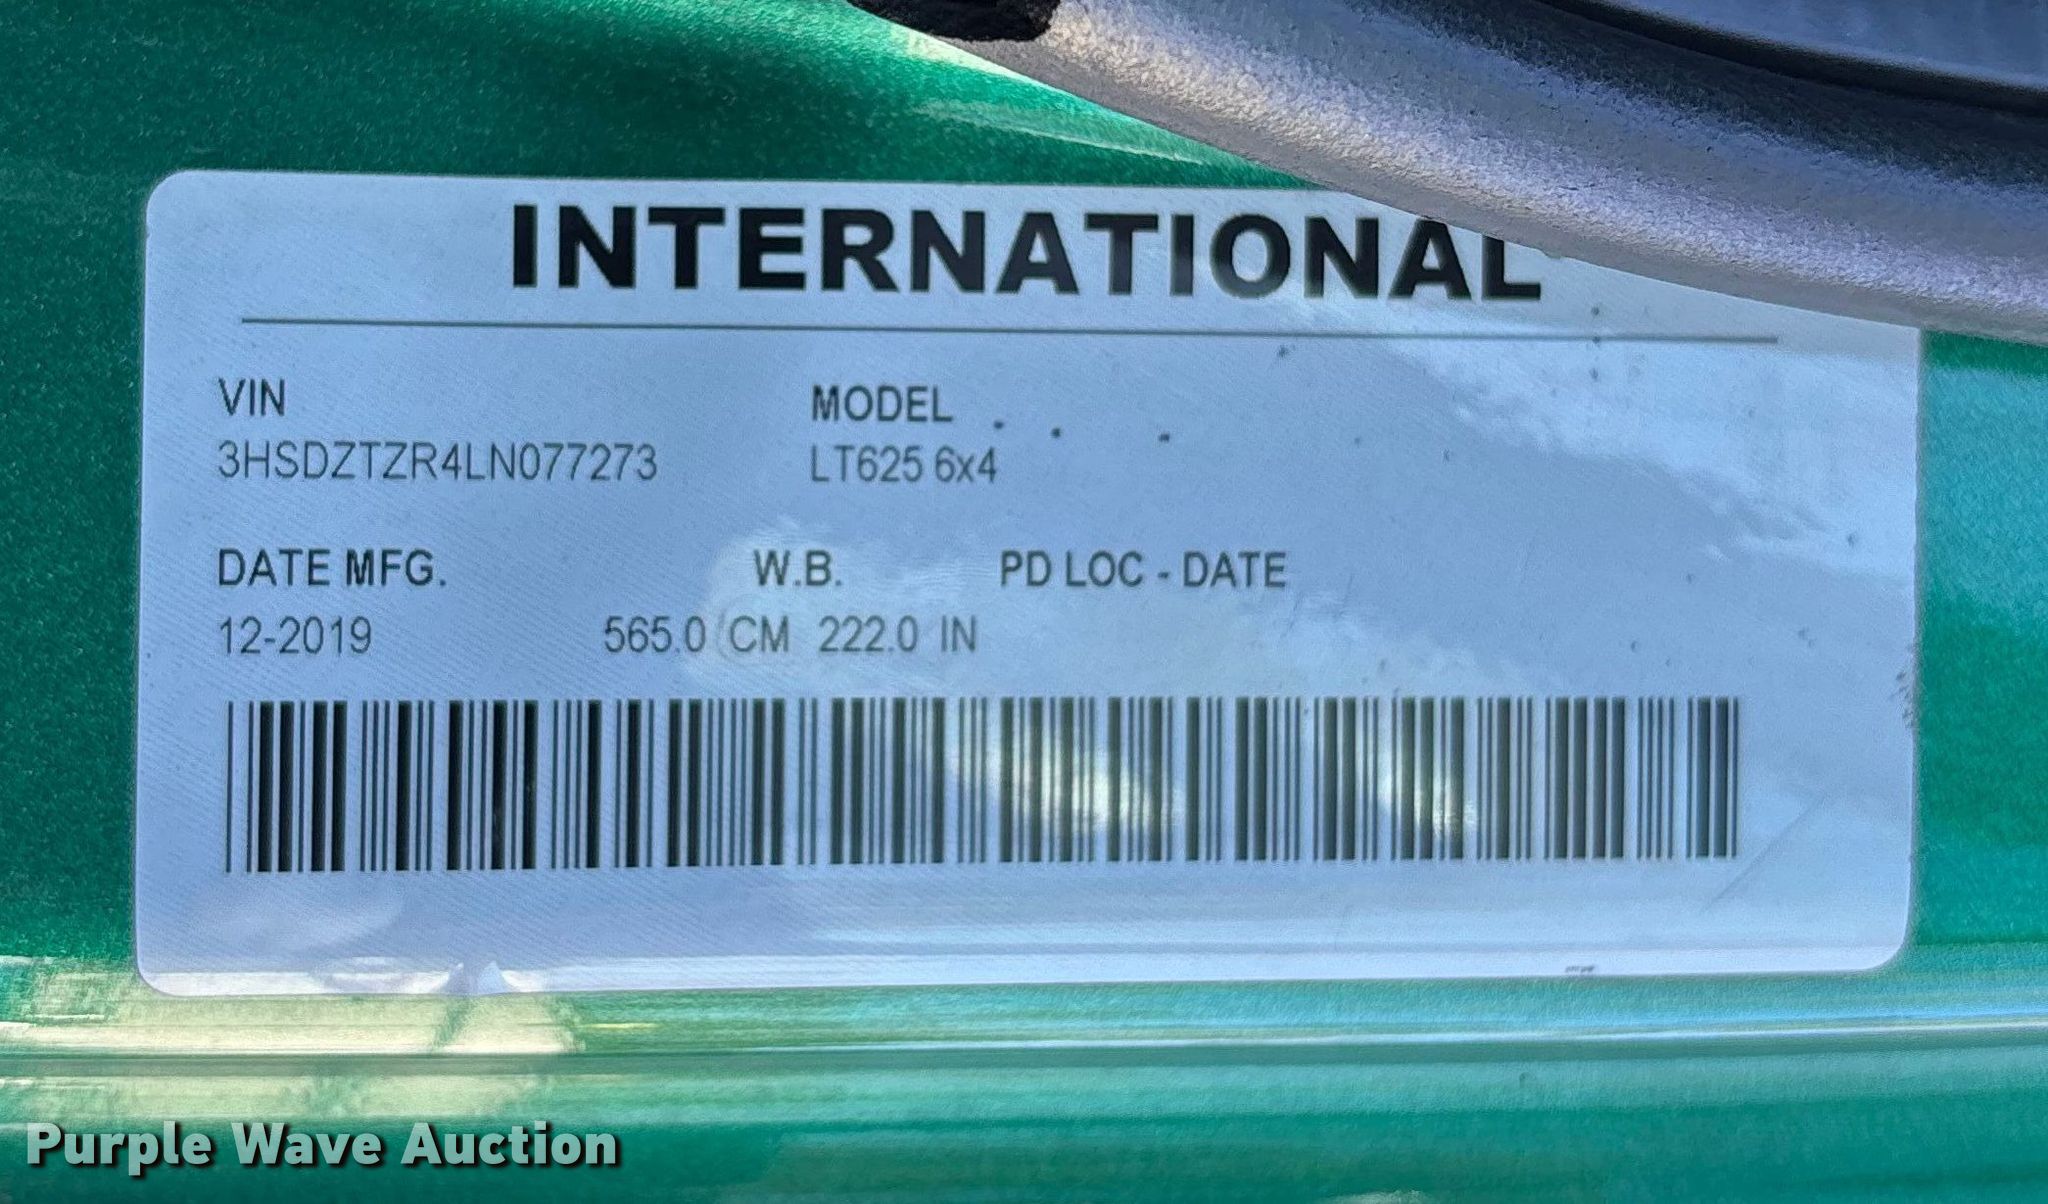 INTERNATIONAL
VIN MODEL
3HSDZTZR4LN077273 LT625 6x4
DATE MFG. W.B. PD LOC - DATE
12-2019 565.0 CM 222.0 IN
Purple Wave Auction